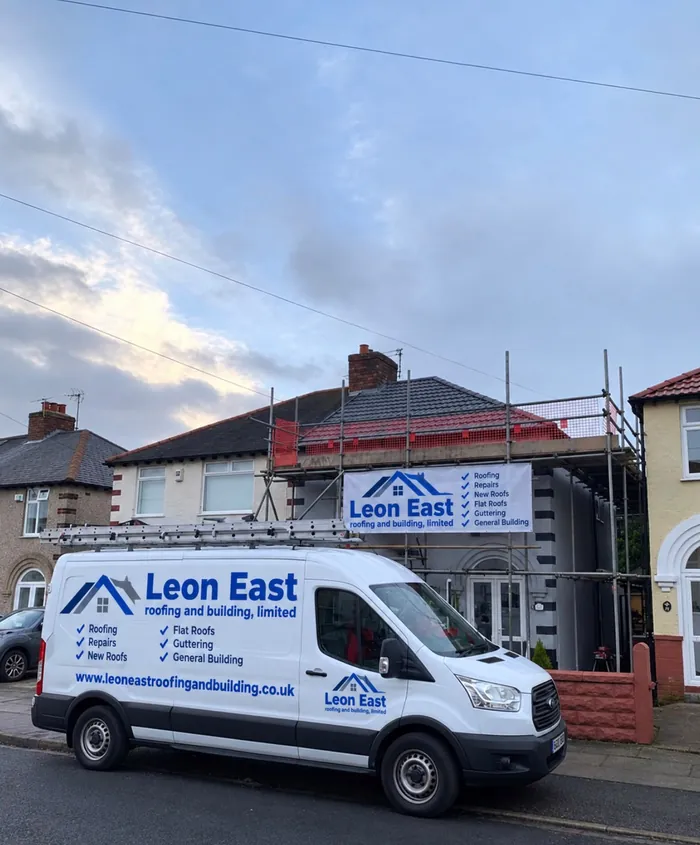 Leon East
roofing and building, limited
Roofing
Repairs
New Roofs
Flat Roofs
Guttering
General Building
Leon East
roofing and building, limited
Roofing
Repairs
New Roofs
Flat Roofs
Guttering
General Building
www.leoneastroofingandbuilding.co.uk
Leon East
roofing and building, limited